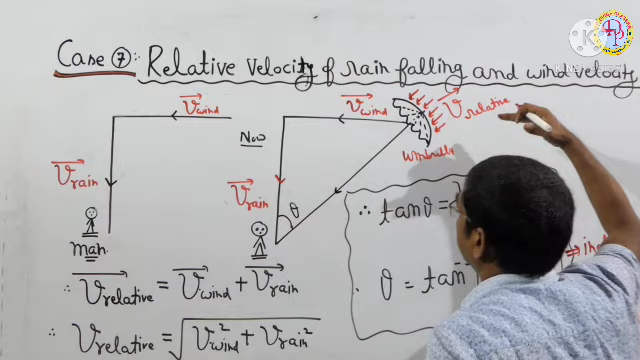 Case ⑦:- Relative velocity of rain falling and wind velocity
V wind
V wind
V relative
Now
windrella
V rain
V rain
θ
man
∴ tanθ =
∴ V relative = V wind + V rain
θ = tan⁻¹
∴ V relative = √V wind² + V rain²